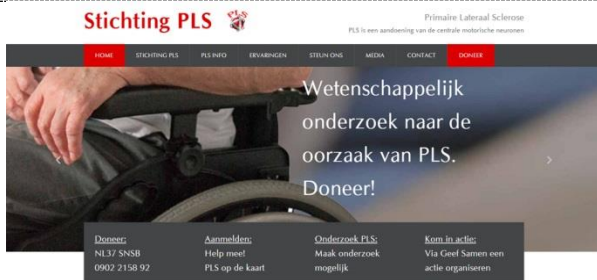 Stichting PLS
Primaire Lateraal Sclerose
PLS is een aandoening van de centrale motorische neuronen
HOME STICHTING PLS PLS INFO ERVARINGEN STEUN ONS MEDIA CONTACT DONEER
Wetenschappelijk
onderzoek naar de
oorzaak van PLS.
Doneer!
Doneer:
NL37 SNSB
0902 2158 92
Aanmelden:
Help mee!
PLS op de kaart
Onderzoek PLS:
Maak onderzoek
mogelijk
Kom in actie:
Via Geef Samen een
actie organiseren